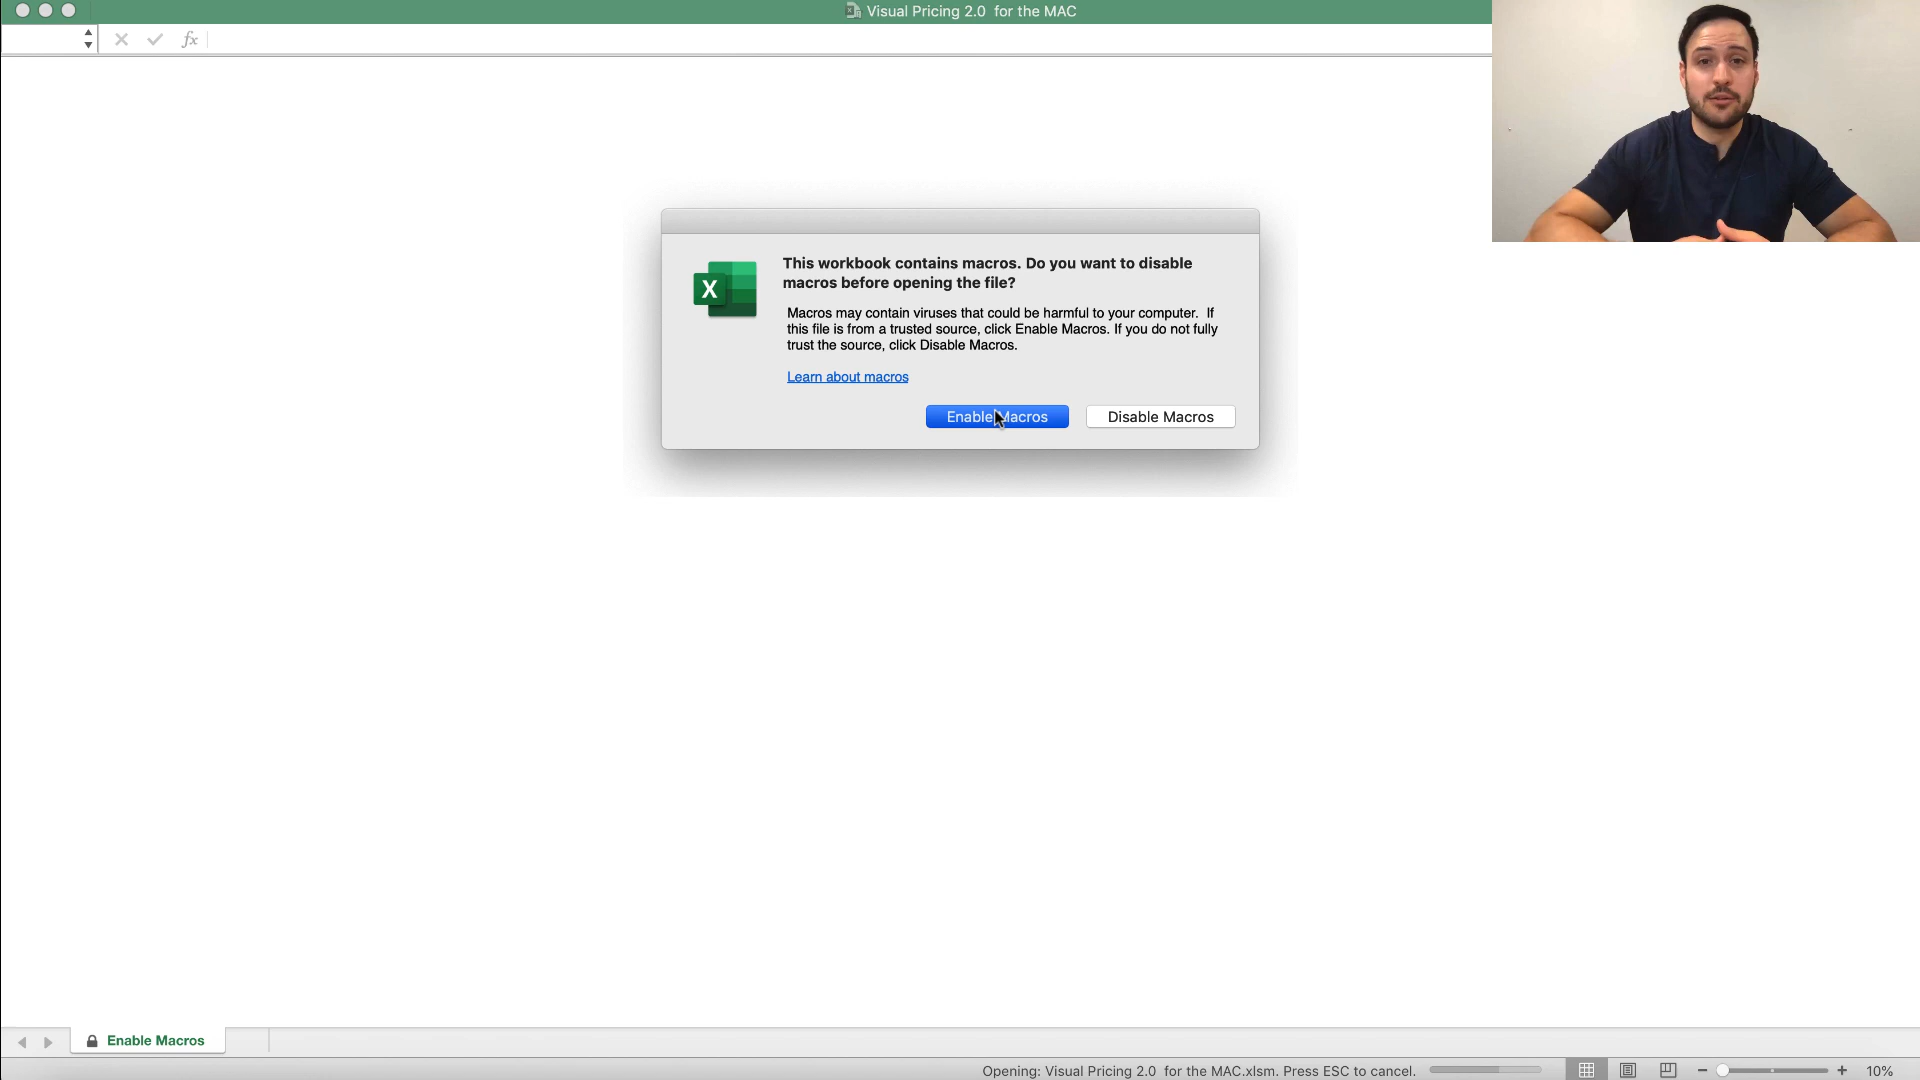 Visual Pricing 2.0 for the MAC
fx
This workbook contains macros. Do you want to disable
macros before opening the file?
X
Macros may contain viruses that could be harmful to your computer. If
this file is from a trusted source, click Enable Macros. If you do not fully
trust the source, click Disable Macros.
Learn about macros
Enable Macros
Disable Macros
Enable Macros
Opening: Visual Pricing 2.0 for the MAC.xlsm. Press ESC to cancel.
10%